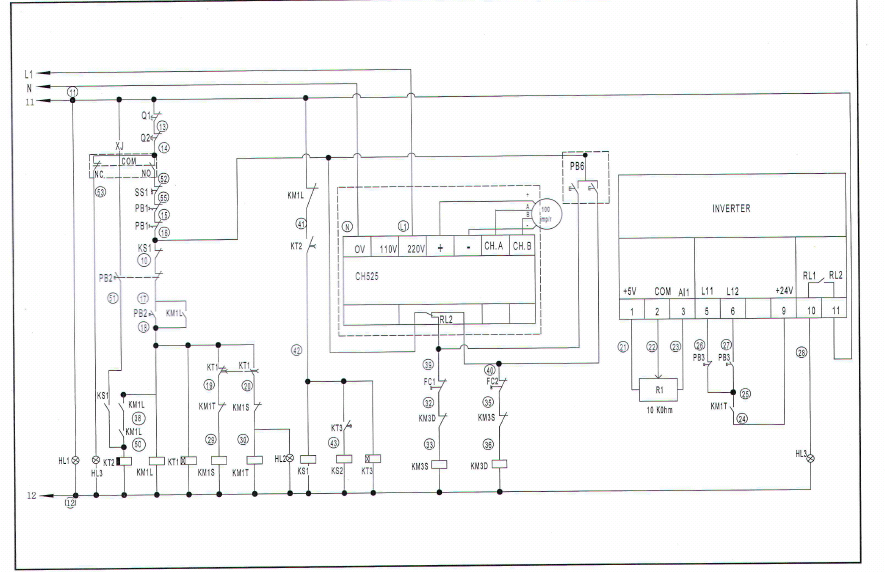 L1
N
11
11
Q1
13
Q2
14
XJ
COM
NC
NO
53
52
SS1
55
PB1
15
PB1
16
KS1
10
PB2
51
17
PB2
KM1L
18
KM1L
41
KT2
42
N
L1
0V 110V 220V + - CH.A CH.B
CH525
RL2
+
A
B
-
100
imp/r
PB6
INVERTER
RL1 RL2
+5V COM AI1 L11 L12 +24V
1 2 3 5 6 9 10 11
21 22 23 26 27 28
PB3 PB3
R1
10 KOhm
25
KM1T
24
39
40
FC1
FC2
32
35
KM3D
KM3S
33
36
KM3S
KM3D
KT1
KT1
19
20
KM1T
KM1S
29
30
KS1
KM1L
38
KM1L
50
KT3
43
HL1
HL3
KT2
KM1L
KT1
KM1S
KM1T
HL2
KS1
KS2
KT3
HL3
12
(12)